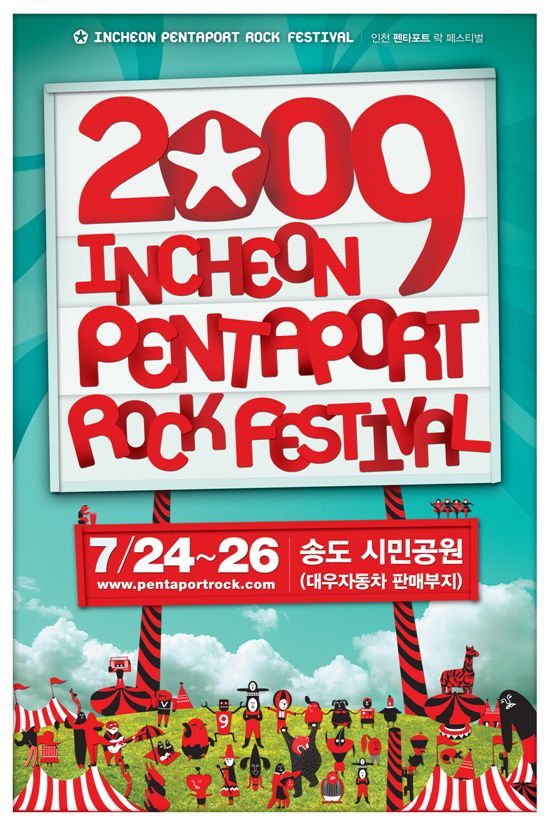 INCHEON PENTAPORT ROCK FESTIVAL | 인천 펜타포트 락 페스티벌
2009
INCHEON
PENTAPORT
ROCK FESTIVAL
7/24~26
www.pentaportrock.com
송도 시민공원
(대우자동차 판매부지)
9